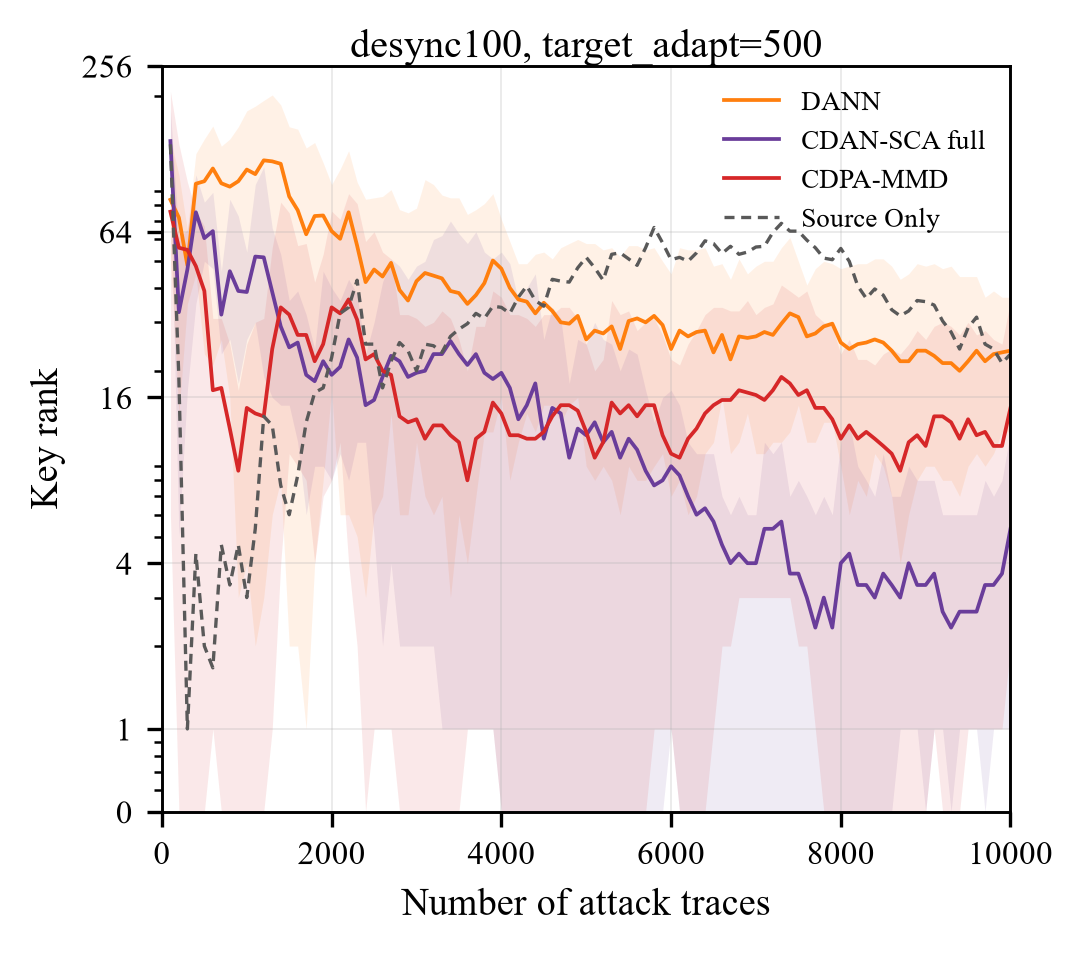 desync100, target_adapt=500
256
64
16
4
1
0
Key rank
DANN
CDAN-SCA full
CDPA-MMD
Source Only
0 2000 4000 6000 8000 10000
Number of attack traces